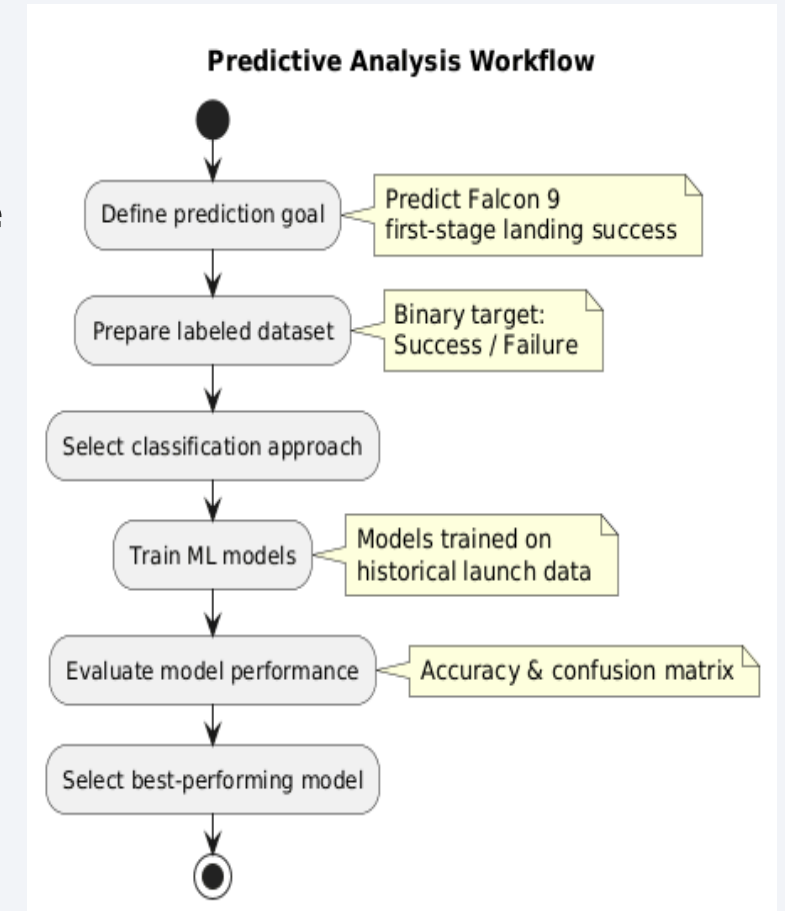 Predictive Analysis Workflow
Define prediction goal
Predict Falcon 9
first-stage landing success
Prepare labeled dataset
Binary target:
Success / Failure
Select classification approach
Train ML models
Models trained on
historical launch data
Evaluate model performance
Accuracy & confusion matrix
Select best-performing model